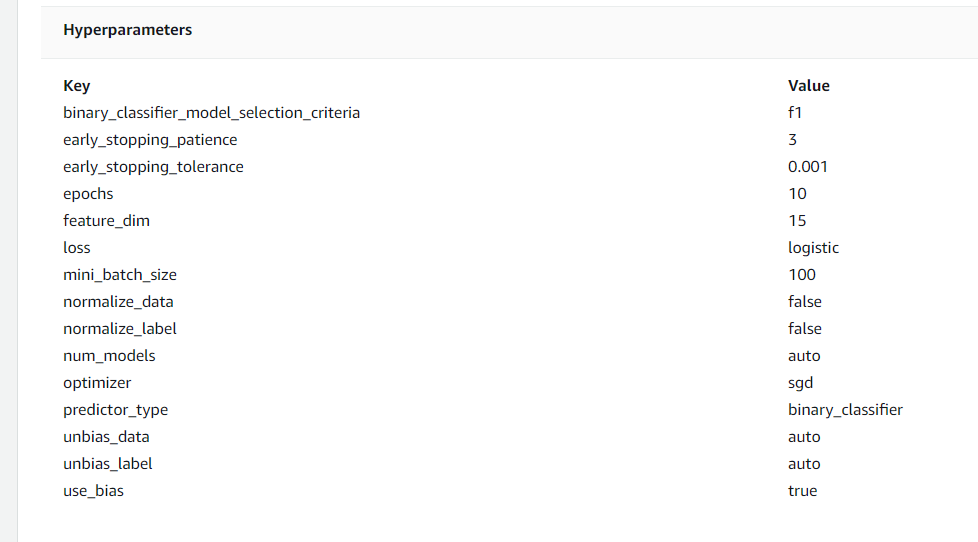 Hyperparameters
Key Value
binary_classifier_model_selection_criteria f1
early_stopping_patience 3
early_stopping_tolerance 0.001
epochs 10
feature_dim 15
loss logistic
mini_batch_size 100
normalize_data false
normalize_label false
num_models auto
optimizer sgd
predictor_type binary_classifier
unbias_data auto
unbias_label auto
use_bias true